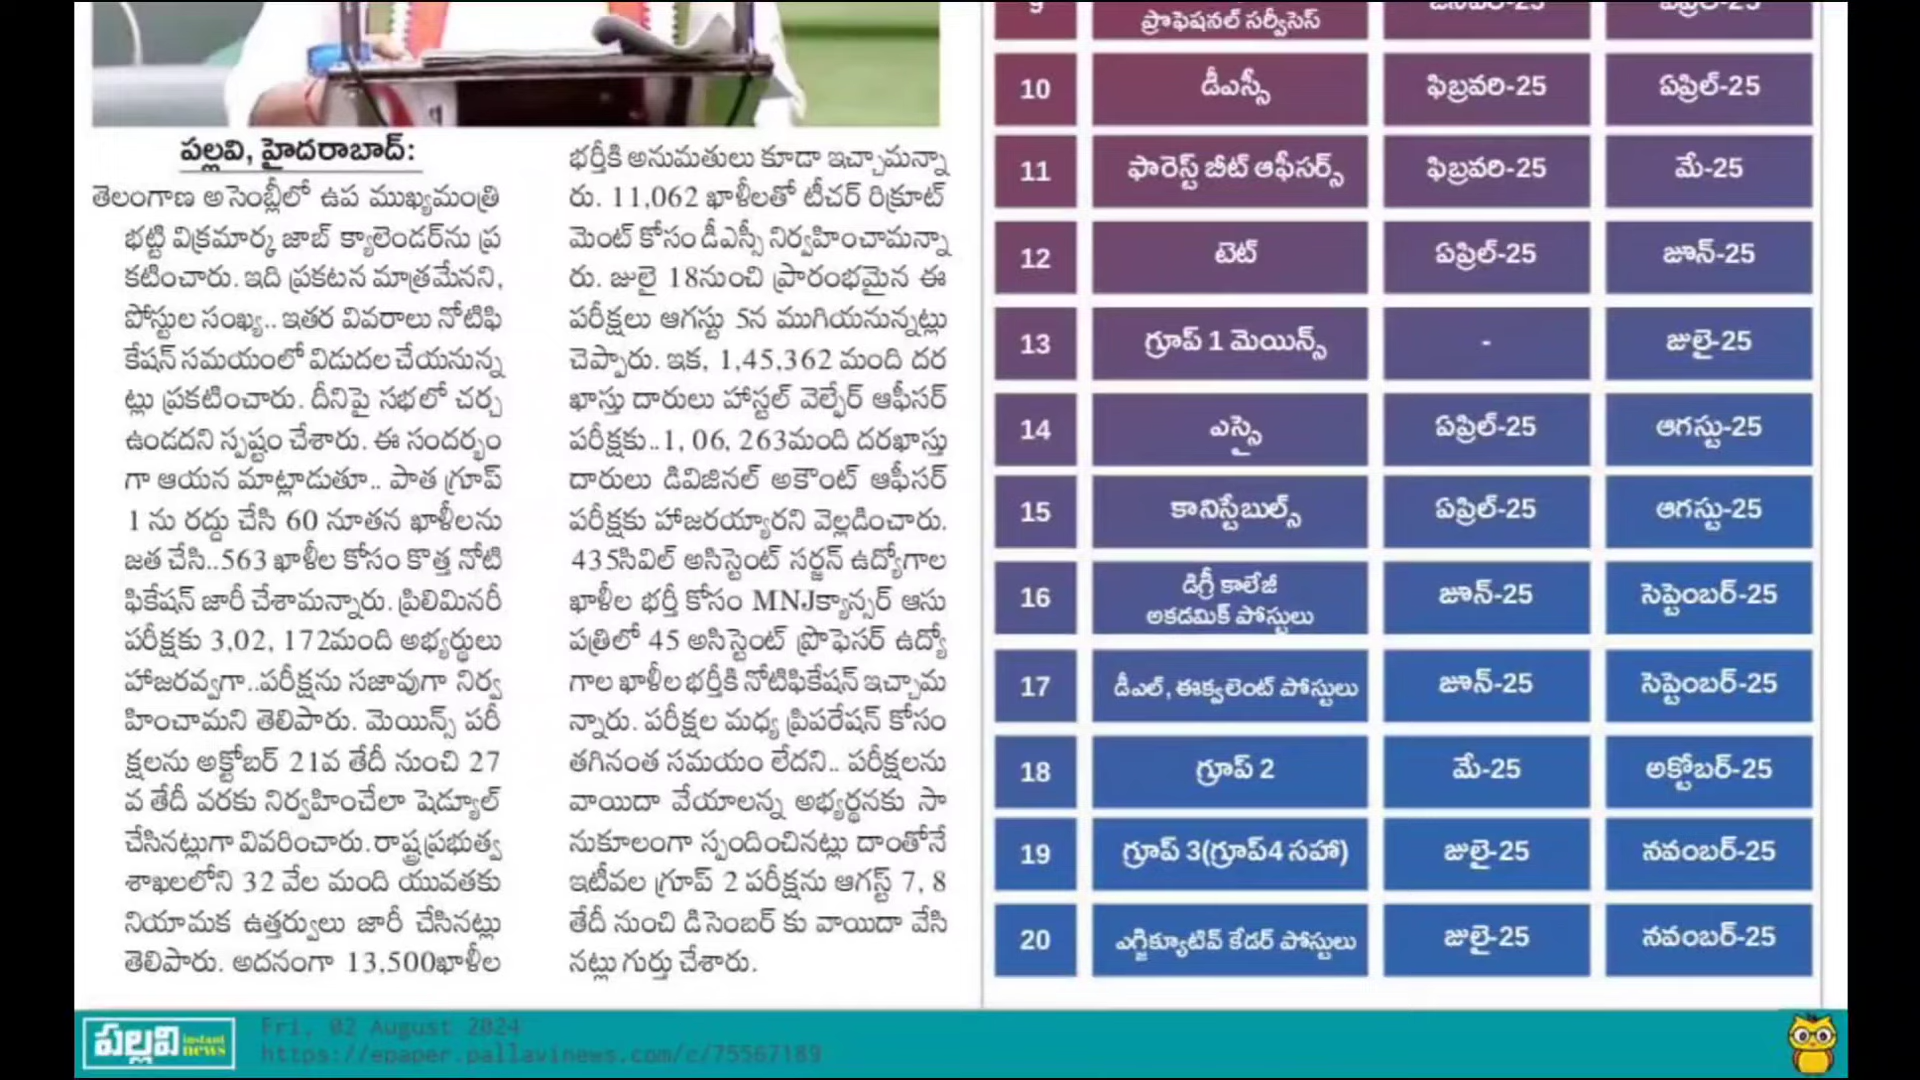 పల్లవి, హైదరాబాద్:
తెలంగాణ అసెంబ్లీలో ఉప ముఖ్యమంత్రి
భట్టి విక్రమార్క జాబ్ క్యాలెండర్‌ను ప్ర
కటించారు. ఇది ప్రకటన మాత్రమేనని,
పోస్టుల సంఖ్య.. ఇతర వివరాలు నోటిఫి
కేషన్ సమయంలో విడుదల చేయనున్న
ట్లు ప్రకటించారు. దీనిపై సభలో చర్చ
ఉండదని స్పష్టం చేశారు. ఈ సందర్భం
గా ఆయన మాట్లాడుతూ.. పాత గ్రూప్
1 ను రద్దు చేసి 60 నూతన ఖాళీలను
జత చేసి..563 ఖాళీల కోసం కొత్త నోటి
ఫికేషన్ జారీ చేశామన్నారు. ప్రిలిమినరీ
పరీక్షకు 3,02, 172మంది అభ్యర్థులు
హాజరవ్వగా..పరీక్షను సజావుగా నిర్వ
హించామని తెలిపారు. మెయిన్స్ పరీ
క్షలను అక్టోబర్ 21వ తేదీ నుంచి 27
వ తేదీ వరకు నిర్వహించేలా షెడ్యూల్
చేసినట్లుగా వివరించారు. రాష్ట్రప్రభుత్వ
శాఖలలోని 32 వేల మంది యువతకు
నియామక ఉత్తర్వులు జారీ చేసినట్లు
తెలిపారు. అదనంగా 13,500ఖాళీల
భర్తీకి అనుమతులు కూడా ఇచ్చామన్నా
రు. 11,062 ఖాళీలతో టీచర్ రిక్రూట్
మెంట్ కోసం డీఎస్సీ నిర్వహించామన్నా
రు. జులై 18నుంచి ప్రారంభమైన ఈ
పరీక్షలు ఆగస్టు 5న ముగియనున్నట్లు
చెప్పారు. ఇక, 1,45,362 మంది దర
ఖాస్తు దారులు హాస్టల్ వెల్ఫేర్ ఆఫీసర్
పరీక్షకు..1, 06, 263మంది దరఖాస్తు
దారులు డివిజినల్ అకౌంట్ ఆఫీసర్
పరీక్షకు హాజరయ్యారని వెల్లడించారు.
435సివిల్ అసిస్టెంట్ సర్జన్ ఉద్యోగాల
ఖాళీల భర్తీ కోసం MNJక్యాన్సర్ ఆసు
పత్రిలో 45 అసిస్టెంట్ ప్రొఫెసర్ ఉద్యో
గాల ఖాళీల భర్తీకి నోటిఫికేషన్ ఇచ్చామ
న్నారు. పరీక్షల మధ్య ప్రిపరేషన్ కోసం
తగినంత సమయం లేదని.. పరీక్షలను
వాయిదా వేయాలన్న అభ్యర్థనకు సా
నుకూలంగా స్పందించినట్లు దాంతోనే
ఇటీవల గ్రూప్ 2 పరీక్షను ఆగస్ట్ 7, 8
తేదీ నుంచి డిసెంబర్ కు వాయిదా వేసి
నట్లు గుర్తు చేశారు.
ప్రొఫెషనల్ సర్వీసెస్
10 డీఎస్సీ ఫిబ్రవరి-25 ఏప్రిల్-25
11 ఫారెస్ట్ బీట్ ఆఫీసర్స్ ఫిబ్రవరి-25 మే-25
12 టెట్ ఏప్రిల్-25 జూన్-25
13 గ్రూప్ 1 మెయిన్స్ - జులై-25
14 ఎస్సై ఏప్రిల్-25 ఆగస్టు-25
15 కానిస్టేబుల్స్ ఏప్రిల్-25 ఆగస్టు-25
16 డిగ్రీ కాలేజీ
అకడమిక్ పోస్టులు జూన్-25 సెప్టెంబర్-25
17 డీఎల్, ఈక్వలెంట్ పోస్టులు జూన్-25 సెప్టెంబర్-25
18 గ్రూప్ 2 మే-25 అక్టోబర్-25
19 గ్రూప్ 3(గ్రూప్4 సహా) జులై-25 నవంబర్-25
20 ఎగ్జిక్యూటివ్ కేడర్ పోస్టులు జులై-25 నవంబర్-25
పల్లవి instant news
Fri, 02 August 2024
https://epaper.pallavinews.com/c/75567189